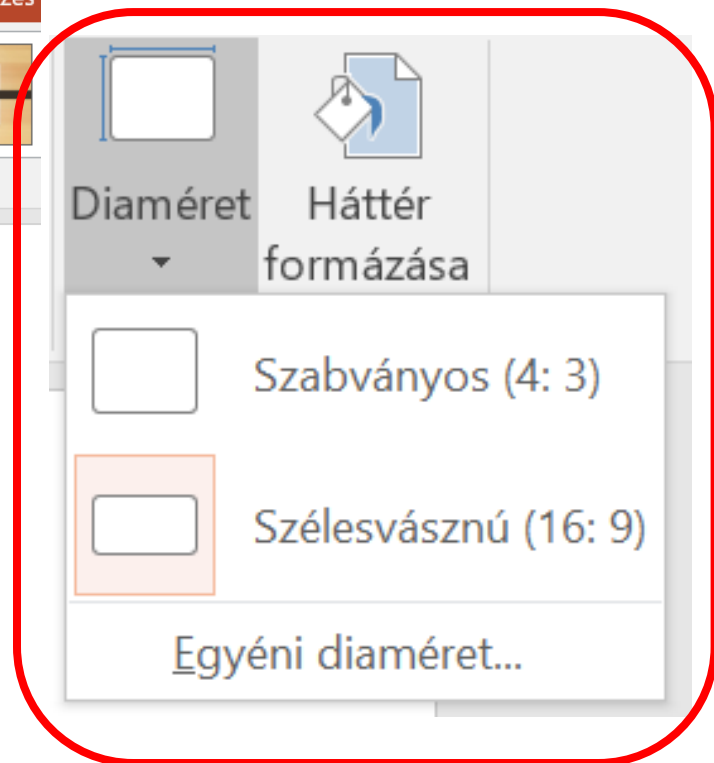 Diaméret
Háttér
formázása
Szabványos (4: 3)
Szélesvásznú (16: 9)
Egyéni diaméret...